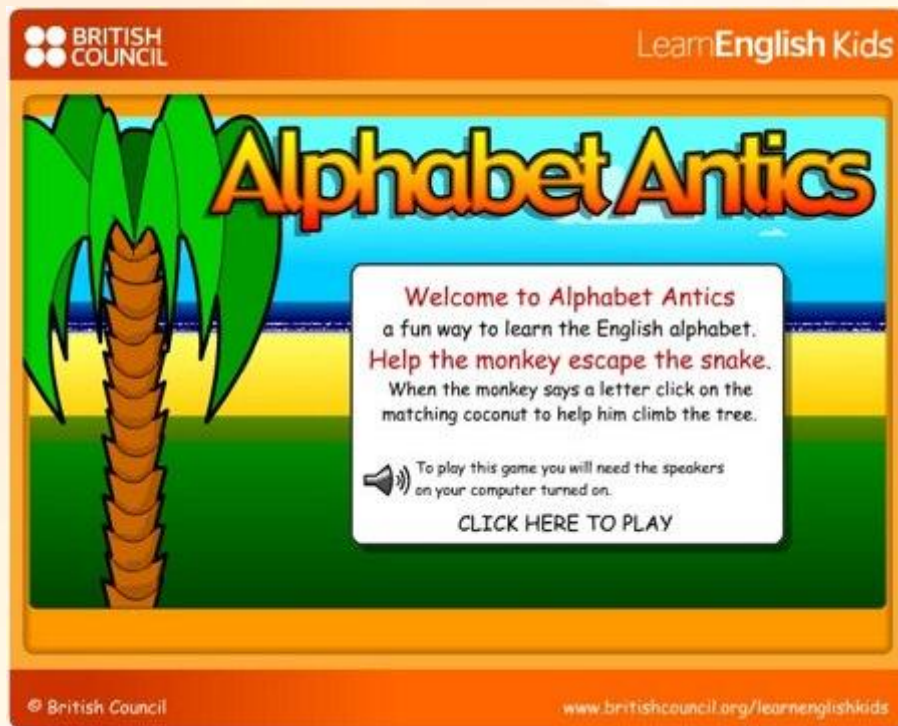 BRITISH
COUNCIL
LearnEnglish Kids
Alphabet Antics
Welcome to Alphabet Antics
a fun way to learn the English alphabet.
Help the monkey escape the snake.
When the monkey says a letter click on the
matching coconut to help him climb the tree.
To play this game you will need the speakers
on your computer turned on.
CLICK HERE TO PLAY
© British Council
www.britishcouncil.org/learnenglishkids